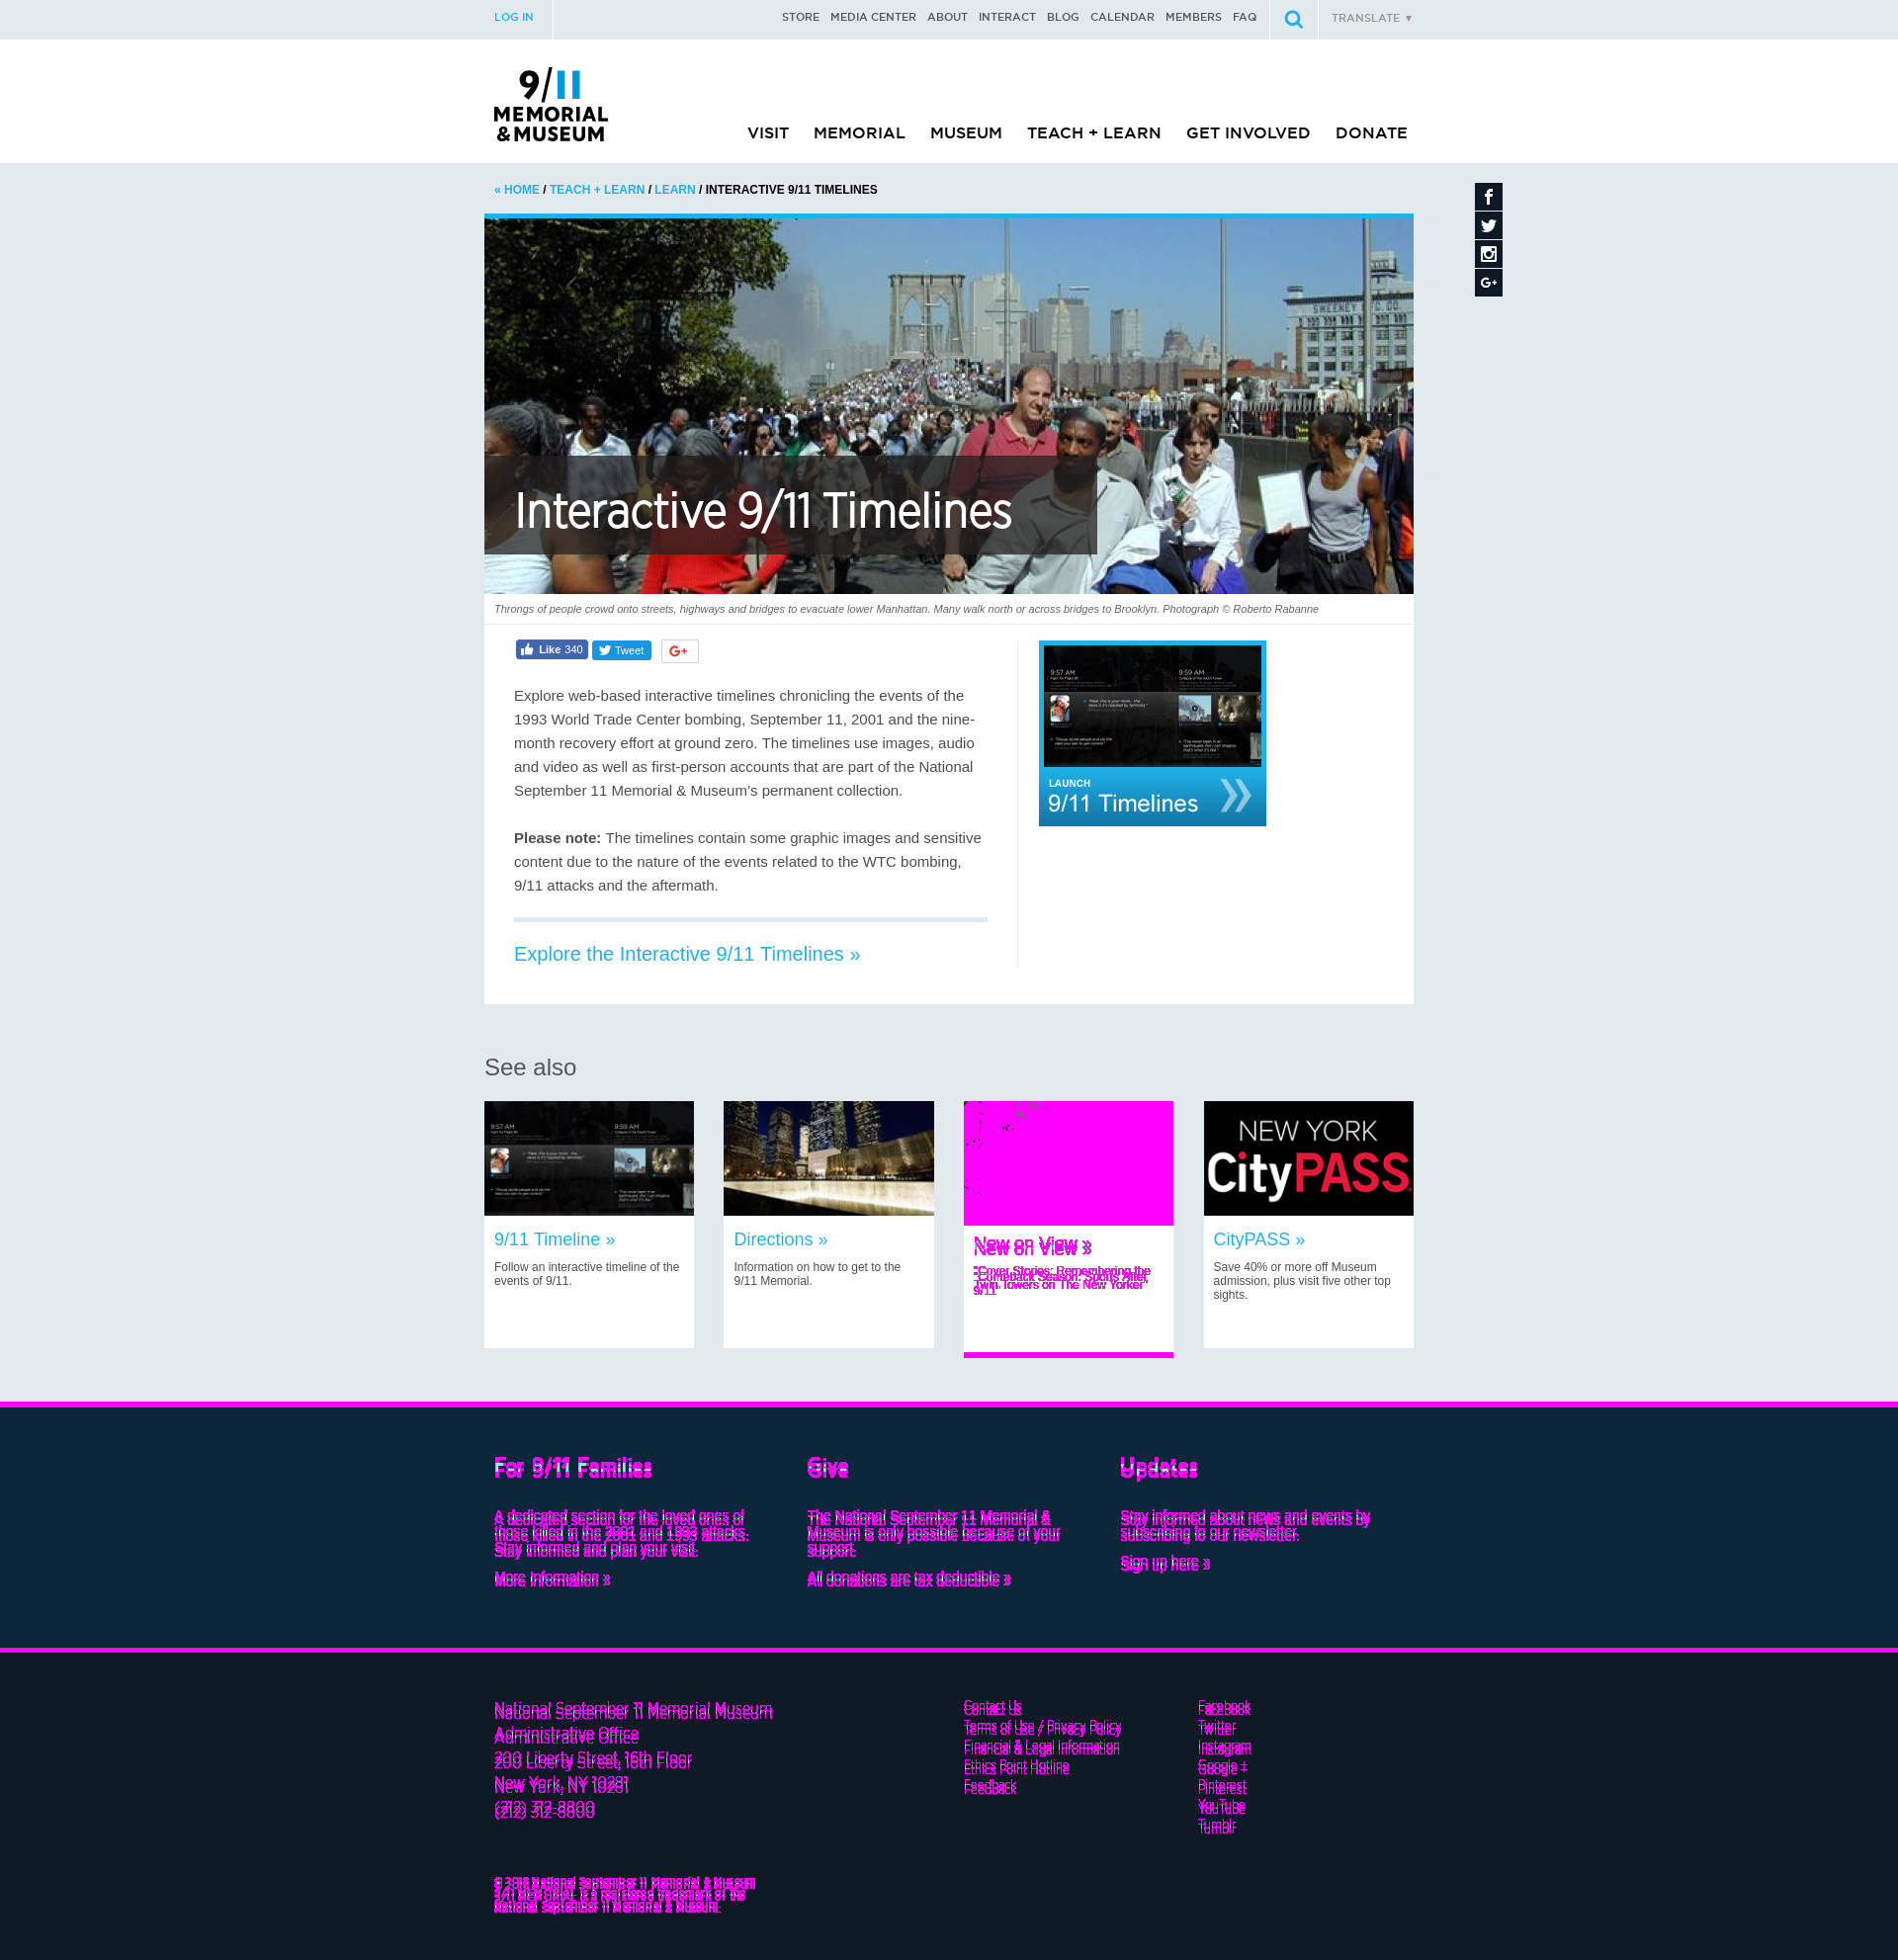 LOG IN
STORE MEDIA CENTER ABOUT INTERACT BLOG CALENDAR MEMBERS FAQ
TRANSLATE ▼
9/11
MEMORIAL
& MUSEUM
VISIT MEMORIAL MUSEUM TEACH + LEARN GET INVOLVED DONATE
« HOME / TEACH + LEARN / LEARN / INTERACTIVE 9/11 TIMELINES
SWEENEY
Interactive 9/11 Timelines
Throngs of people crowd onto streets, highways and bridges to evacuate lower Manhattan. Many walk north or across bridges to Brooklyn. Photograph © Roberto Rabanne
Like 340
Tweet
G+
Explore web-based interactive timelines chronicling the events of the
1993 World Trade Center bombing, September 11, 2001 and the nine-
month recovery effort at ground zero. The timelines use images, audio
and video as well as first-person accounts that are part of the National
September 11 Memorial & Museum’s permanent collection.
Please note: The timelines contain some graphic images and sensitive
content due to the nature of the events related to the WTC bombing,
9/11 attacks and the aftermath.
Explore the Interactive 9/11 Timelines »
9:57 AM
9:59 AM
LAUNCH
9/11 Timelines
See also
9:57 AM
9:59 AM
9/11 Timeline »
Follow an interactive timeline of the
events of 9/11.
Directions »
Information on how to get to the
9/11 Memorial.
New on View »
"Cover Stories: Remembering the
Twin Towers on The New Yorker"
"Comeback Season: Sports After
9/11"
NEW YORK
CityPASS
CityPASS »
Save 40% or more off Museum
admission, plus visit five other top
sights.
For 9/11 Families
A dedicated section for the loved ones of
those killed in the 2001 and 1993 attacks.
Stay informed and plan your visit.
More Information »
Give
The National September 11 Memorial &
Museum is only possible because of your
support.
All donations are tax deductible »
Updates
Stay informed about news and events by
subscribing to our newsletter.
Sign up here »
National September 11 Memorial Museum
Administrative Office
200 Liberty Street, 16th Floor
New York, NY 10281
(212) 312-8800
Contact Us
Terms of Use / Privacy Policy
Financial & Legal Information
Ethics Point Hotline
Feedback
Facebook
Twitter
Instagram
Google +
Pinterest
YouTube
Tumblr
National September 11 Memorial & Museum
9/11 MEMORIAL is a registered trademark of the
National September 11 Memorial & Museum.